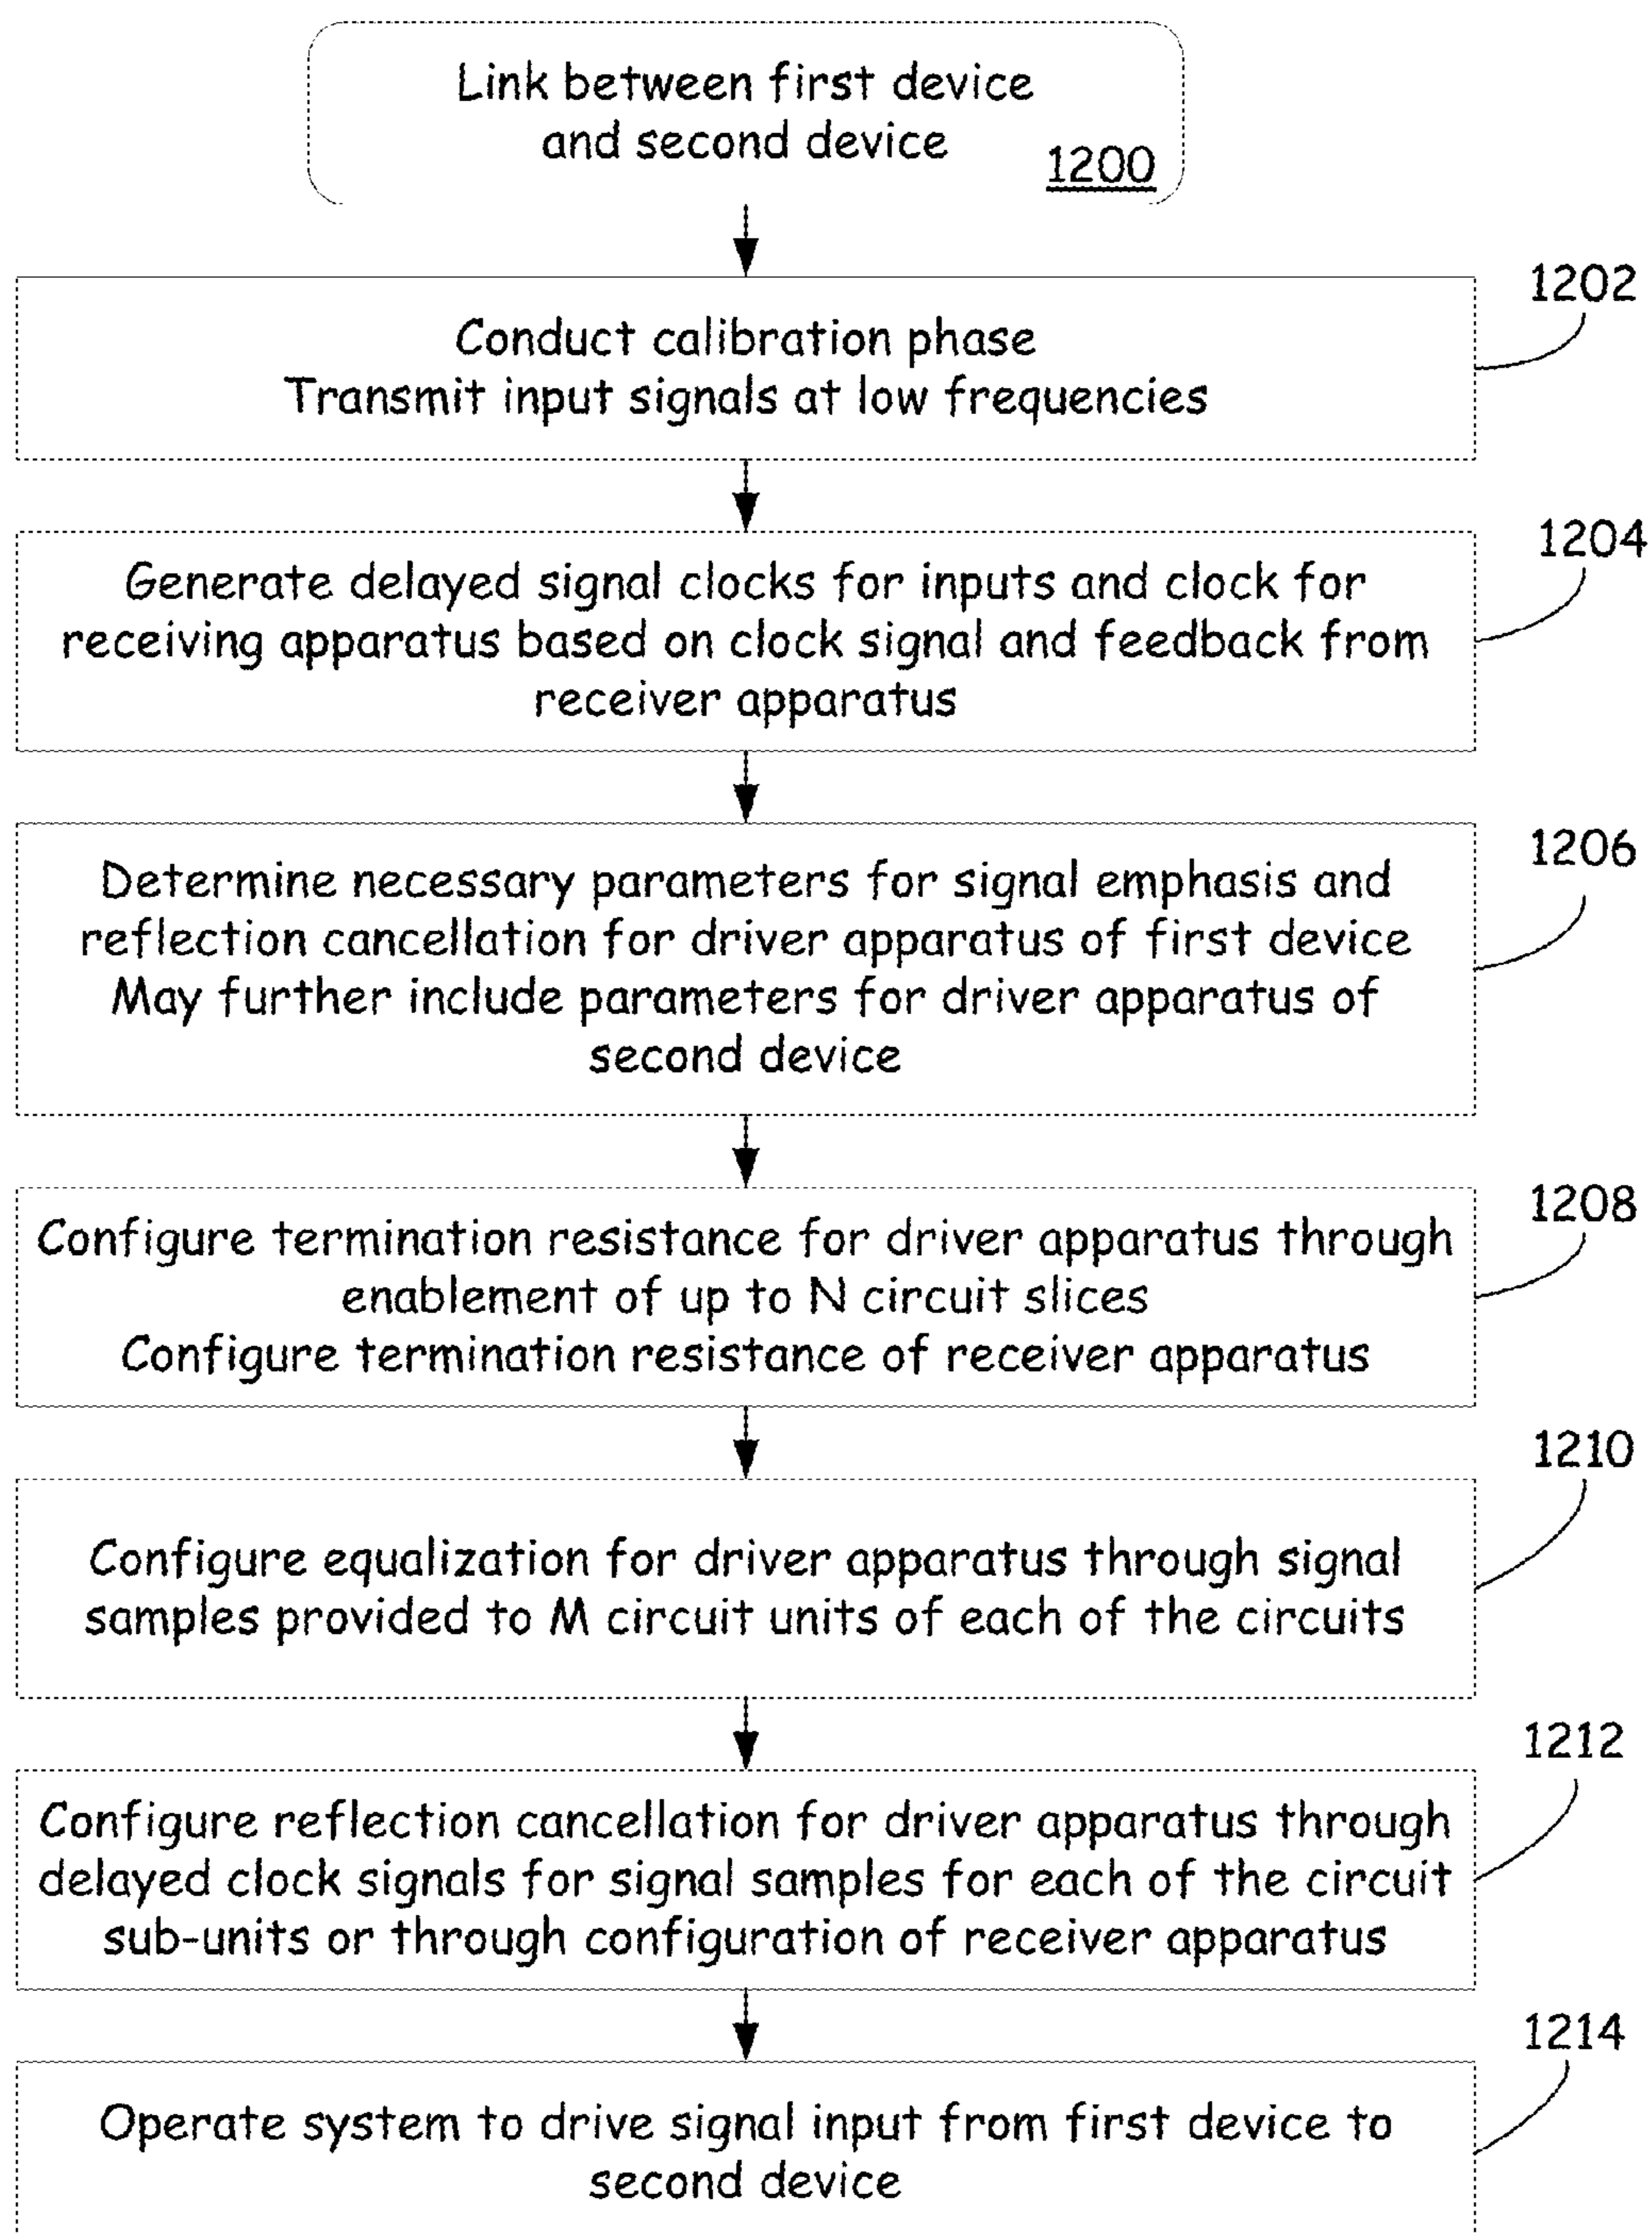 Link between first device
and second device
1200
1202
Conduct calibration phase
Transmit input signals at low frequencies
1204
Generate delayed signal clocks for inputs and clock for
receiving apparatus based on clock signal and feedback from
receiver apparatus
1206
Determine necessary parameters for signal emphasis and
reflection cancellation for driver apparatus of first device
May further include parameters for driver apparatus of
second device
1208
Configure termination resistance for driver apparatus through
enablement of up to N circuit slices
Configure termination resistance of receiver apparatus
1210
Configure equalization for driver apparatus through signal
samples provided to M circuit units of each of the circuits
1212
Configure reflection cancellation for driver apparatus through
delayed clock signals for signal samples for each of the circuit
sub-units or through configuration of receiver apparatus
1214
Operate system to drive signal input from first device to
second device